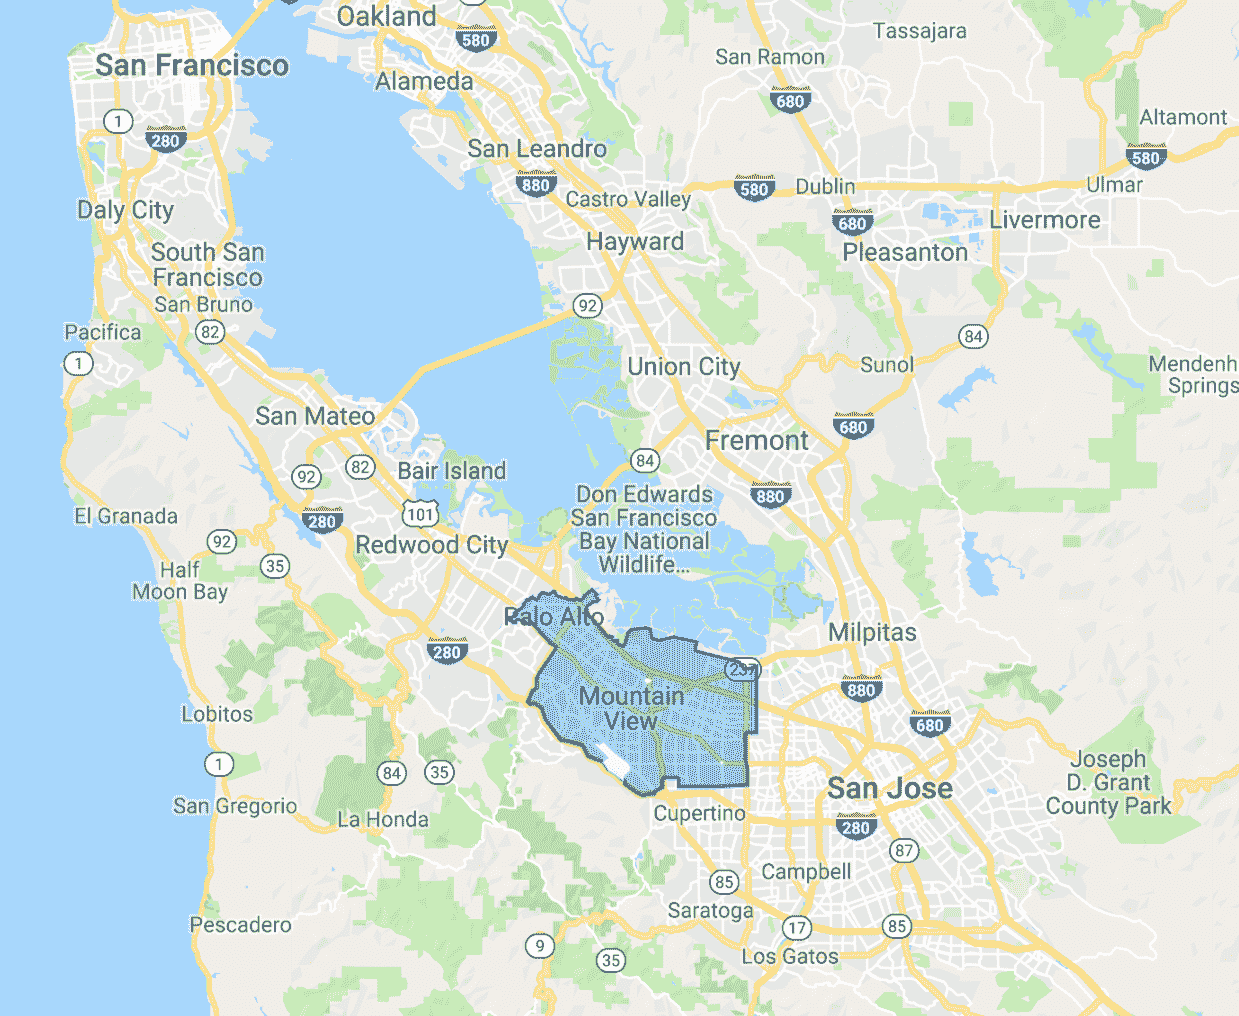 Oakland
580
Tassajara
San Ramon
San Francisco
Alameda
680
1
280
Altamont
San Leandro
580
880
Castro Valley
580
Dublin
Ulmar
Daly City
680
Livermore
Hayward
Pleasanton
South San
Francisco
San Bruno
92
Pacifica
82
84
1
Union City
Sunol
Mendenh
Springs
San Mateo
680
Fremont
84
92
82
Bair Island
880
Don Edwards
San Francisco
Bay National
Wildlife...
101
El Granada
280
92
Redwood City
35
Half
Moon Bay
Palo Alto
Milpitas
280
237
880
Mountain
View
Lobitos
680
1
84
35
Joseph
D. Grant
County Park
San Jose
San Gregorio
La Honda
Cupertino
280
87
Campbell
85
Saratoga
Pescadero
17
85
9
35
Los Gatos